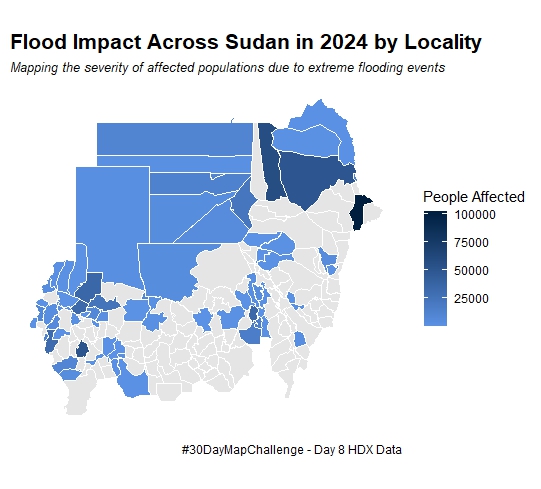 Flood Impact Across Sudan in 2024 by Locality
Mapping the severity of affected populations due to extreme flooding events
People Affected
100000
75000
50000
25000
#30DayMapChallenge - Day 8 HDX Data